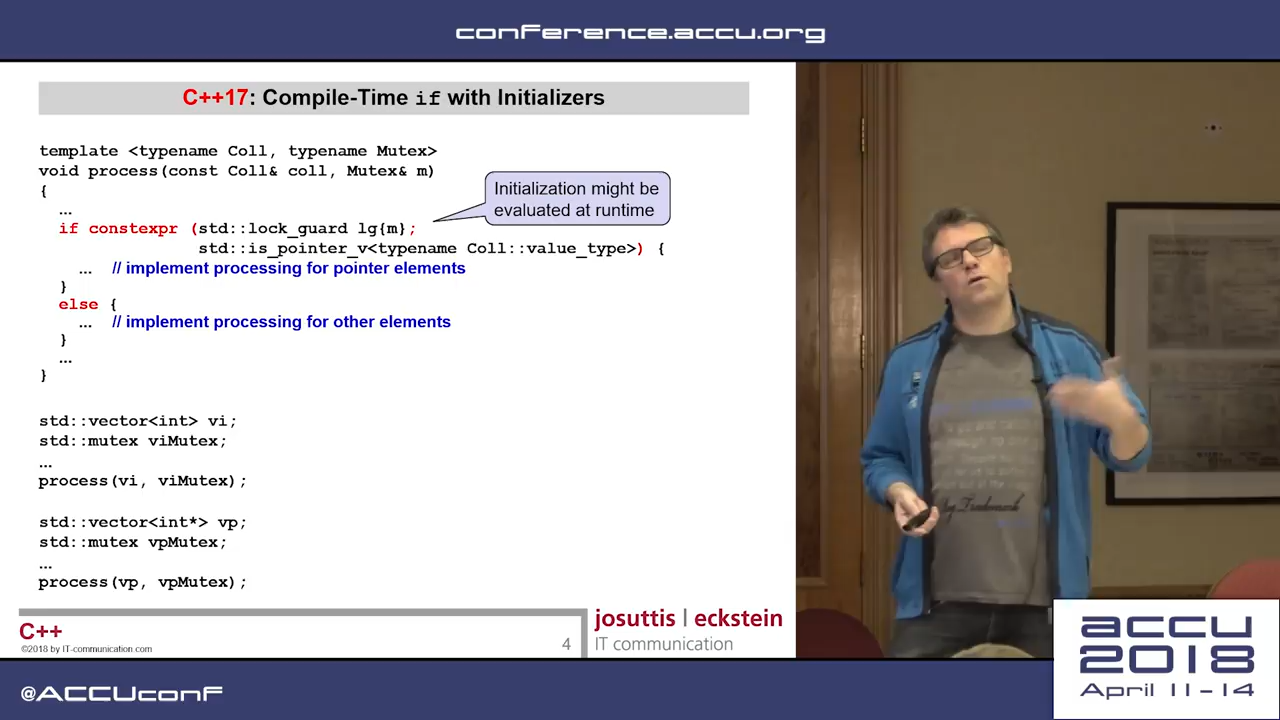 conference.accu.org
C++17: Compile-Time if with Initializers
template <typename Coll, typename Mutex>
void process(const Coll& coll, Mutex& m)
{
...
if constexpr (std::lock_guard lg{m};
std::is_pointer_v<typename Coll::value_type>) {
... // implement processing for pointer elements
}
else {
... // implement processing for other elements
}
...
}
Initialization might be
evaluated at runtime
std::vector<int> vi;
std::mutex viMutex;
...
process(vi, viMutex);
std::vector<int*> vp;
std::mutex vpMutex;
...
process(vp, vpMutex);
C++
©2018 by IT-communication.com
4
josuttis | eckstein
IT communication
accu
2018
April 11-14
@ACCUconf